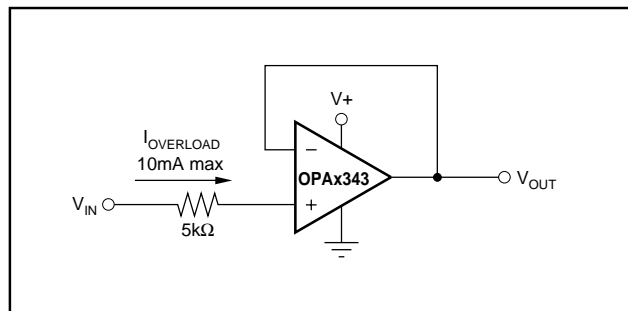 V+
I_OVERLOAD
10mA max
−
OPAx343
V_OUT
V_IN
+
5kΩ